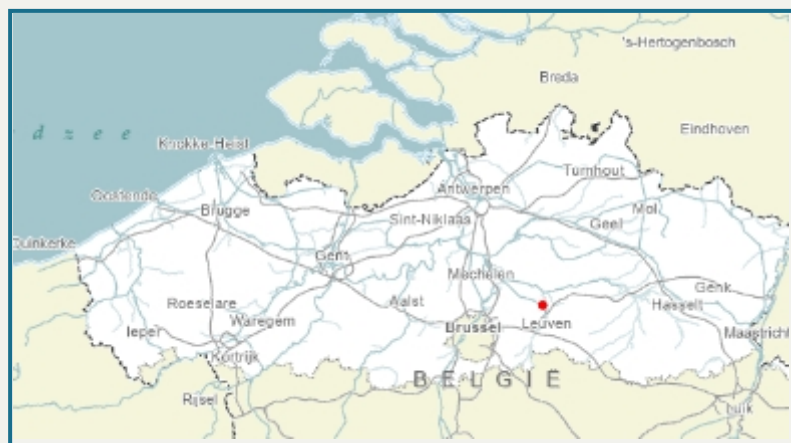 's-Hertogenbosch
Breda
Eindhoven
d z e e
Knokke-Heist
Turnhout
Oostende
Antwerpen
Mol
Brugge
Sint-Niklaas
Geel
Duinkerke
Gent
Mechelen
Genk
Roeselare
Aalst
Hasselt
Ieper
Waregem
Brussel
Leuven
Maastricht
Kortrijk
BELGIË
Rijsel
Luik